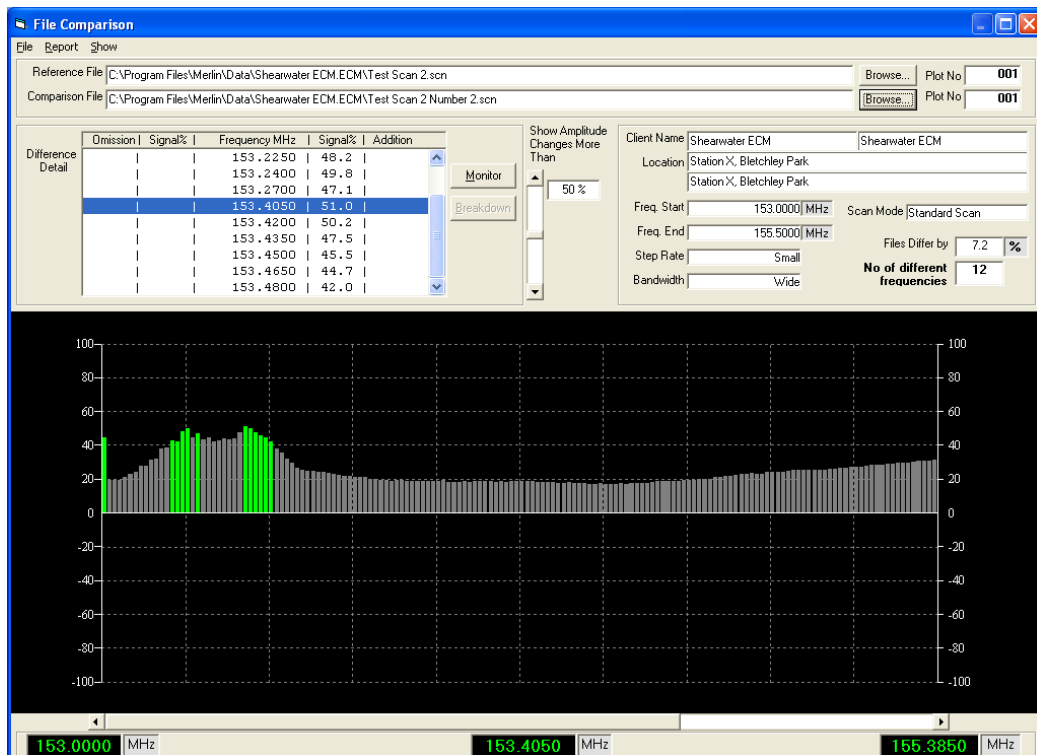 File Comparison
File Report Show
Reference File C:\Program Files\Merlin\Data\Shearwater ECM.ECM\Test Scan 2.scn Browse... Plot No 001
Comparison File C:\Program Files\Merlin\Data\Shearwater ECM.ECM\Test Scan 2 Number 2.scn Browse... Plot No 001
Difference Detail
Omission | Signal% | Frequency MHz | Signal% | Addition
| | 153.2250 | 48.2 |
| | 153.2400 | 49.8 |
| | 153.2700 | 47.1 |
| | 153.4050 | 51.0 |
| | 153.4200 | 50.2 |
| | 153.4350 | 47.5 |
| | 153.4500 | 45.5 |
| | 153.4650 | 44.7 |
| | 153.4800 | 42.0 |
Monitor
Breakdown
Show Amplitude
Changes More
Than
50 %
Client Name Shearwater ECM Shearwater ECM
Location Station X, Bletchley Park
Station X, Bletchley Park
Freq. Start 153.0000 MHz Scan Mode Standard Scan
Freq. End 155.5000 MHz
Files Differ by 7.2 %
Step Rate Small
No of different
frequencies 12
Bandwidth Wide
100 100
80 80
60 60
40 40
20 20
0 0
-20 -20
-40 -40
-60 -60
-80 -80
-100 -100
153.0000 MHz 153.4050 MHz 155.3850 MHz